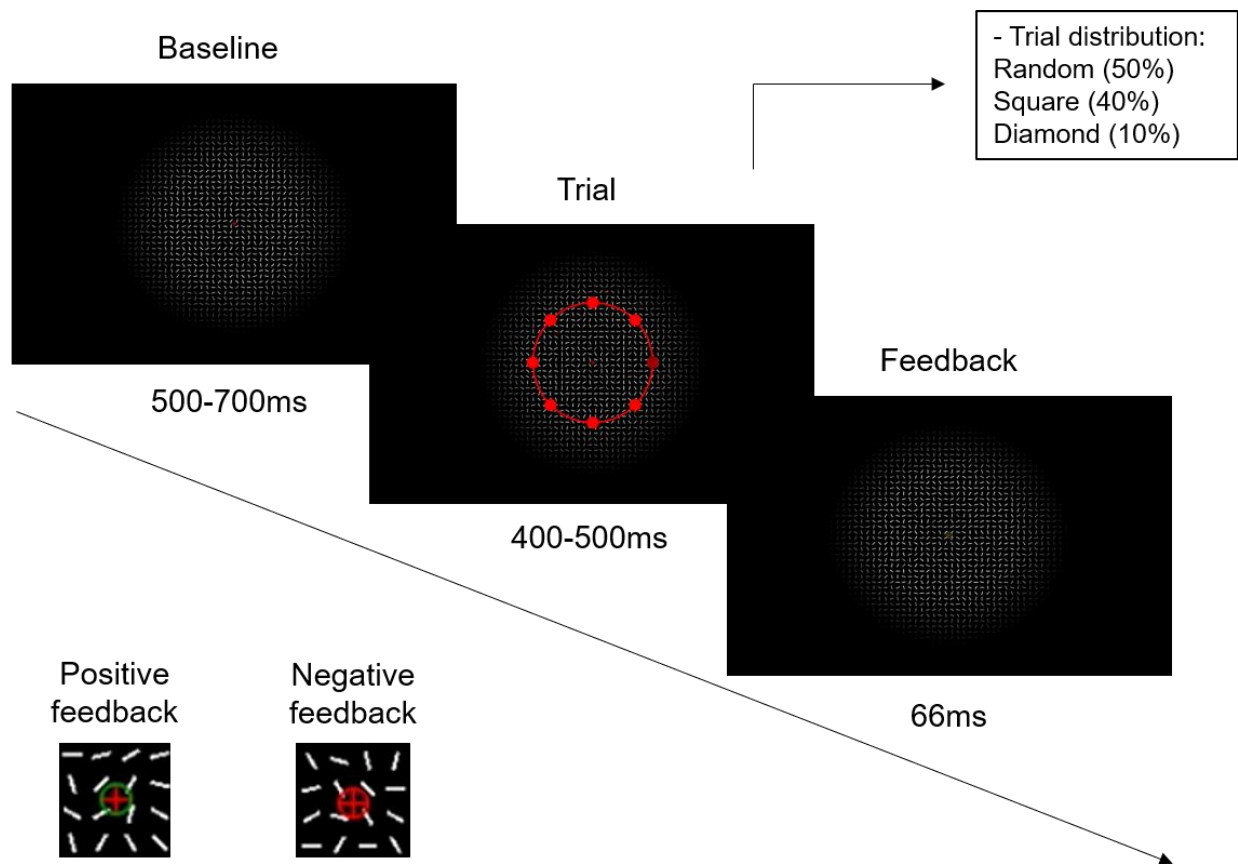 Baseline
- Trial distribution:
Random (50%)
Square (40%)
Diamond (10%)
Trial
Feedback
500-700ms
400-500ms
66ms
Positive
feedback
Negative
feedback